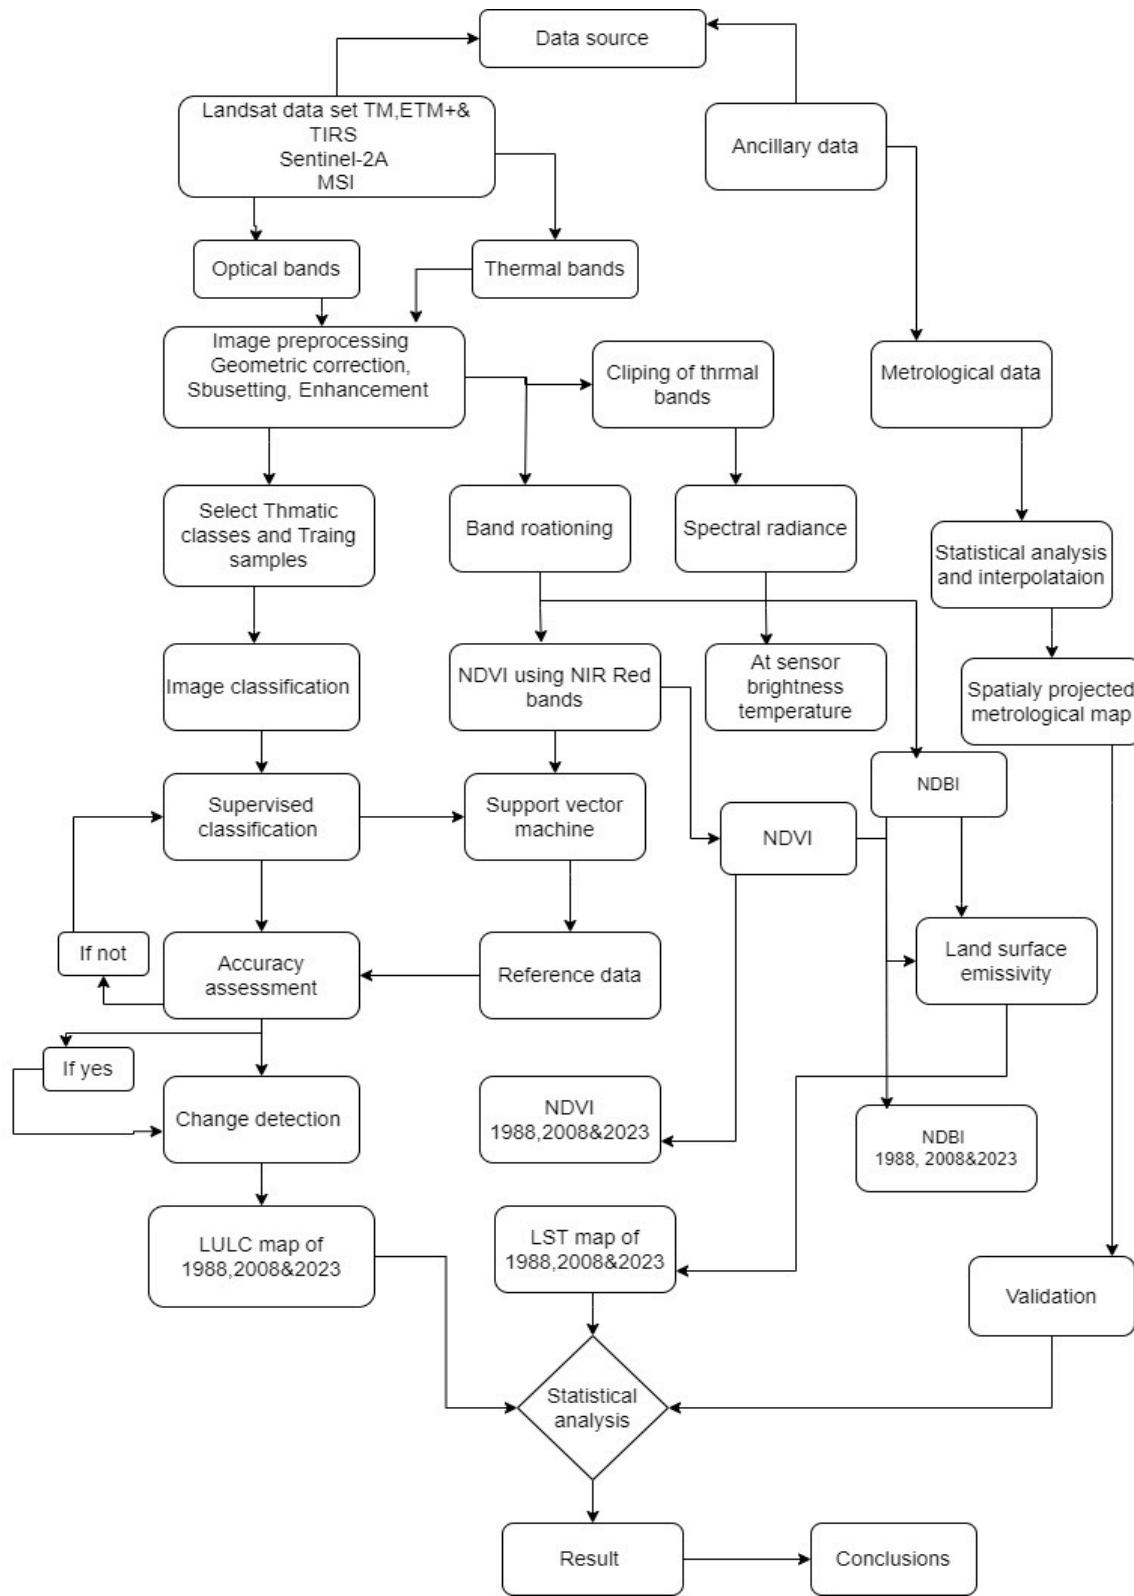 Data source
Landsat data set TM,ETM+&
TIRS
Sentinel-2A
MSI
Ancillary data
Optical bands
Thermal bands
Image preprocessing
Geometric correction,
Sbusetting, Enhancement
Cliping of thrmal
bands
Metrological data
Select Thmatic
classes and Traing
samples
Band roationing
Spectral radiance
Statistical analysis
and interpolataion
Image classification
NDVI using NIR Red
bands
At sensor
brightness
temperature
Spatialy projected
metrological map
Supervised
classification
Support vector
machine
NDVI
NDBI
If not
Accuracy
assessment
Reference data
Land surface
emissivity
If yes
Change detection
NDVI
1988,2008&2023
NDBI
1988, 2008&2023
LULC map of
1988,2008&2023
LST map of
1988,2008&2023
Validation
Statistical
analysis
Result
Conclusions